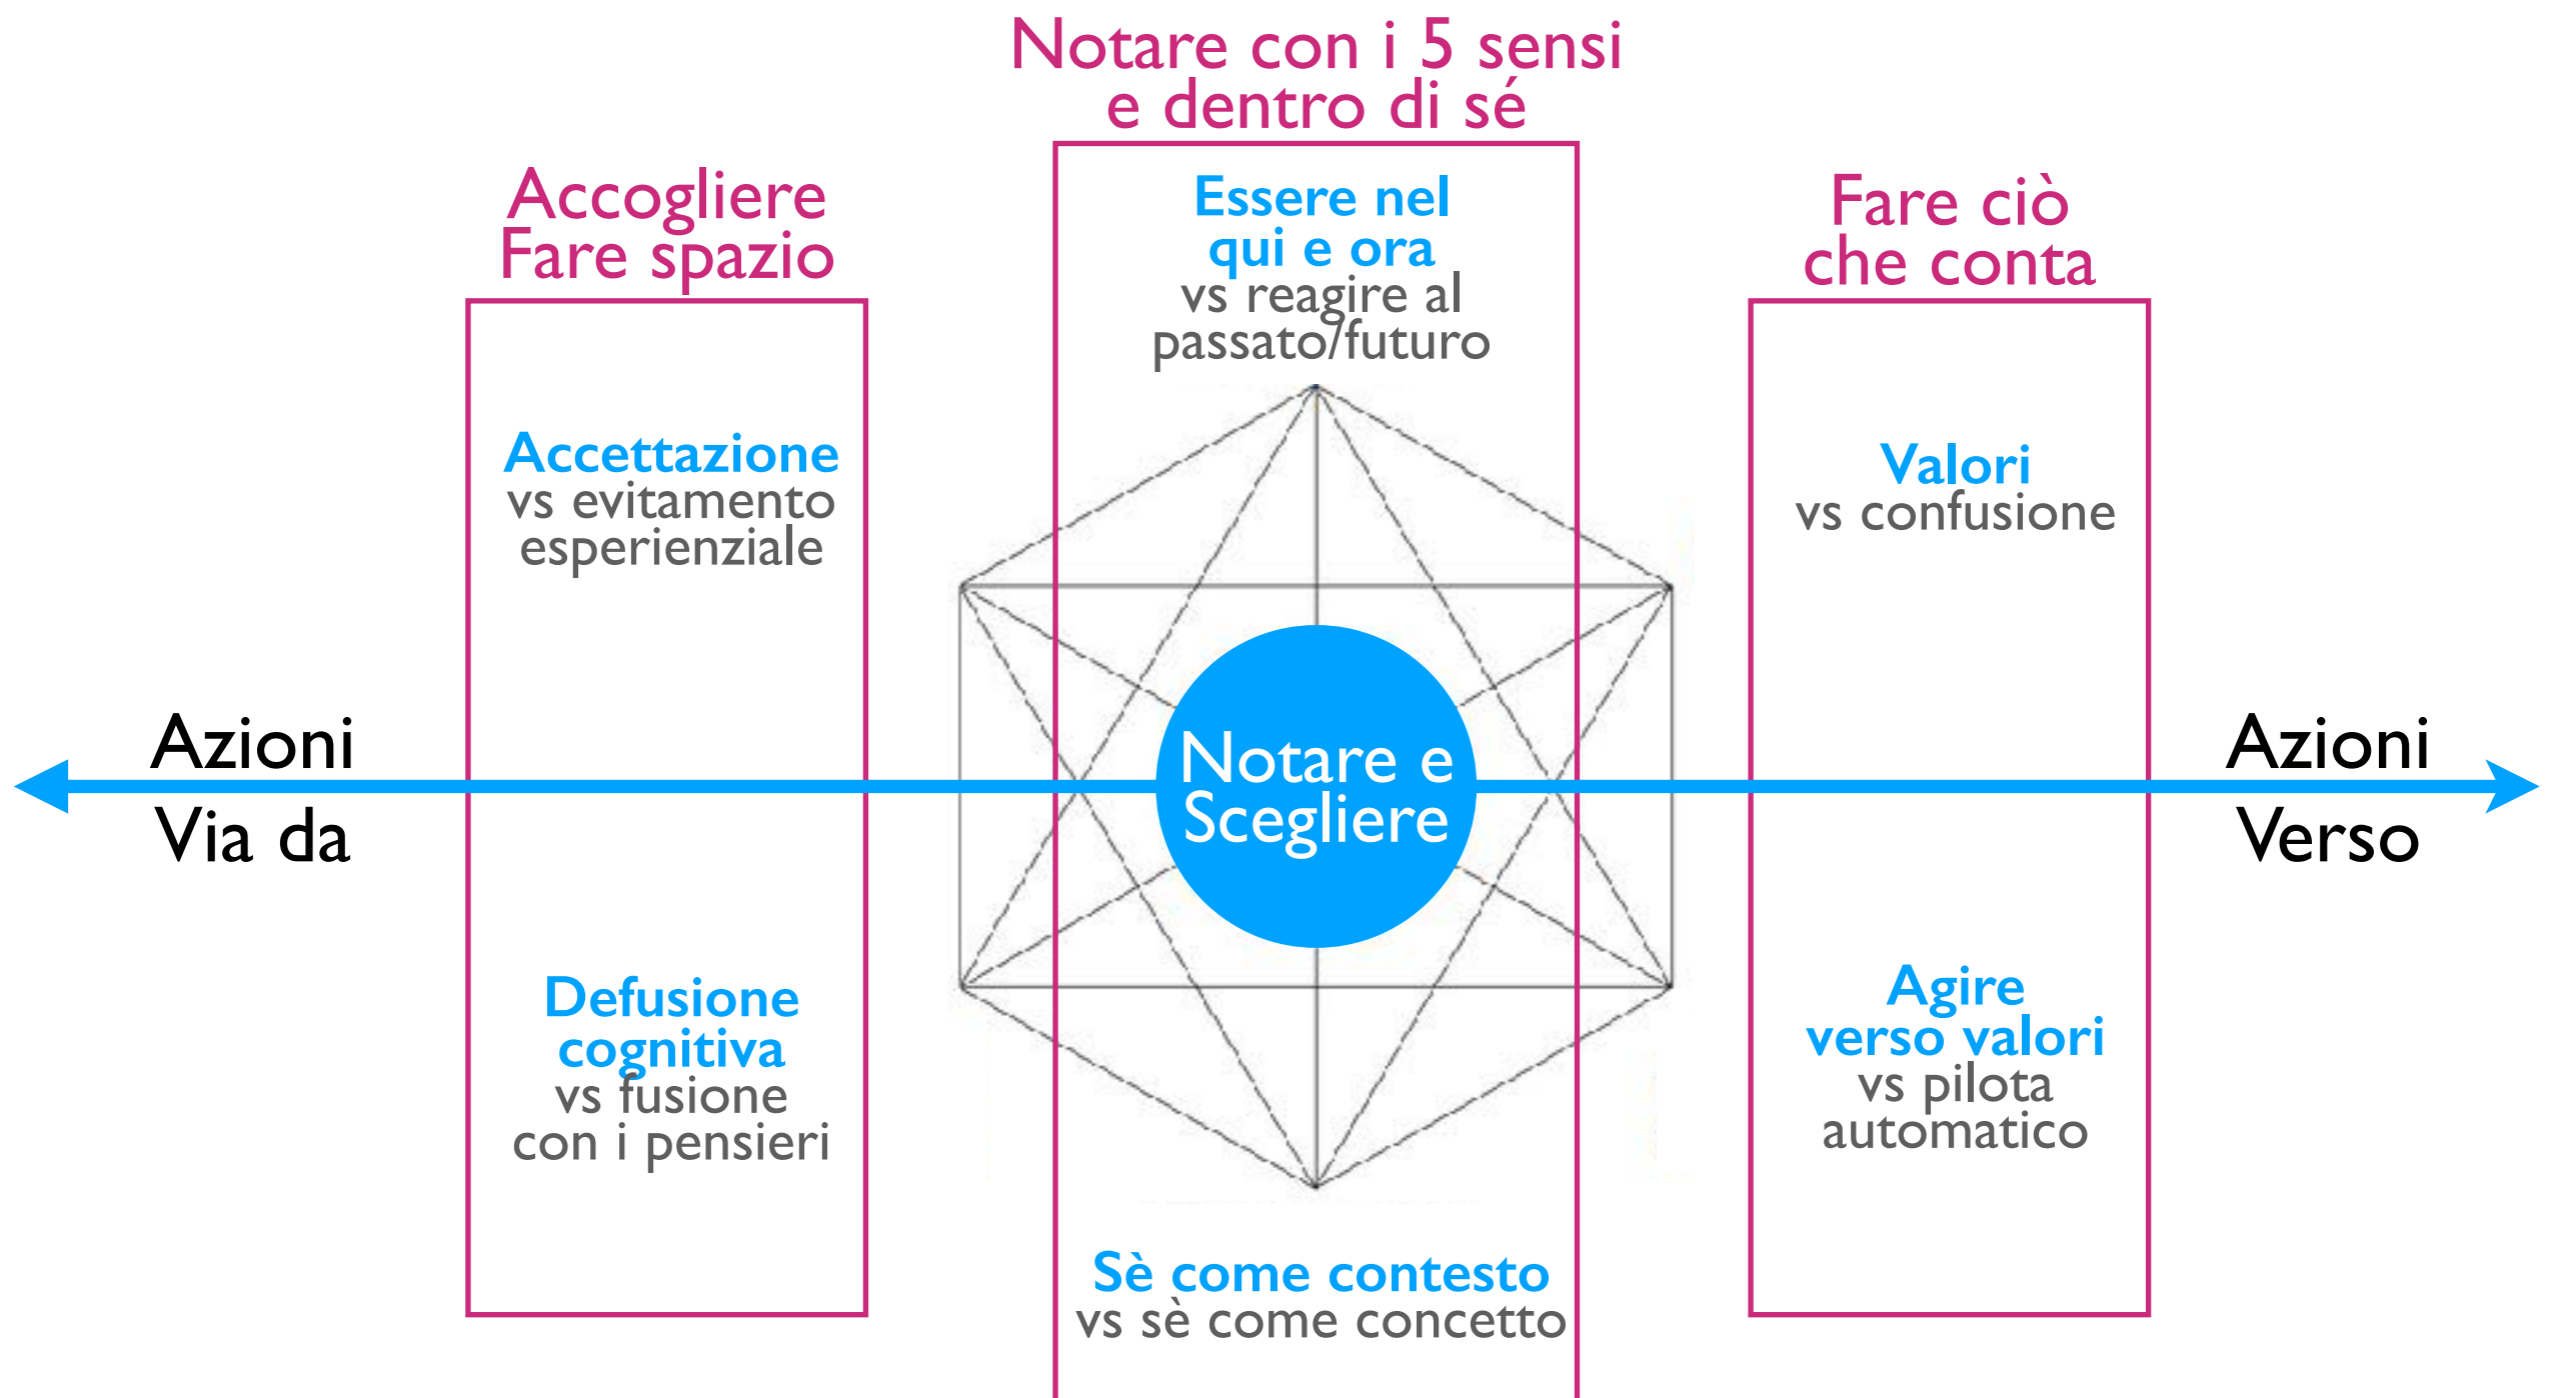 Notare con i 5 sensi
e dentro di sé
Accogliere
Fare spazio
Essere nel
qui e ora
vs reagire al
passato/futuro
Fare ciò
che conta
Accettazione
vs evitamento
esperienziale
Valori
vs confusione
Azioni
Via da
Notare e
Scegliere
Azioni
Verso
Defusione
cognitiva
vs fusione
con i pensieri
Agire
verso valori
vs pilota
automatico
Sè come contesto
vs sè come concetto